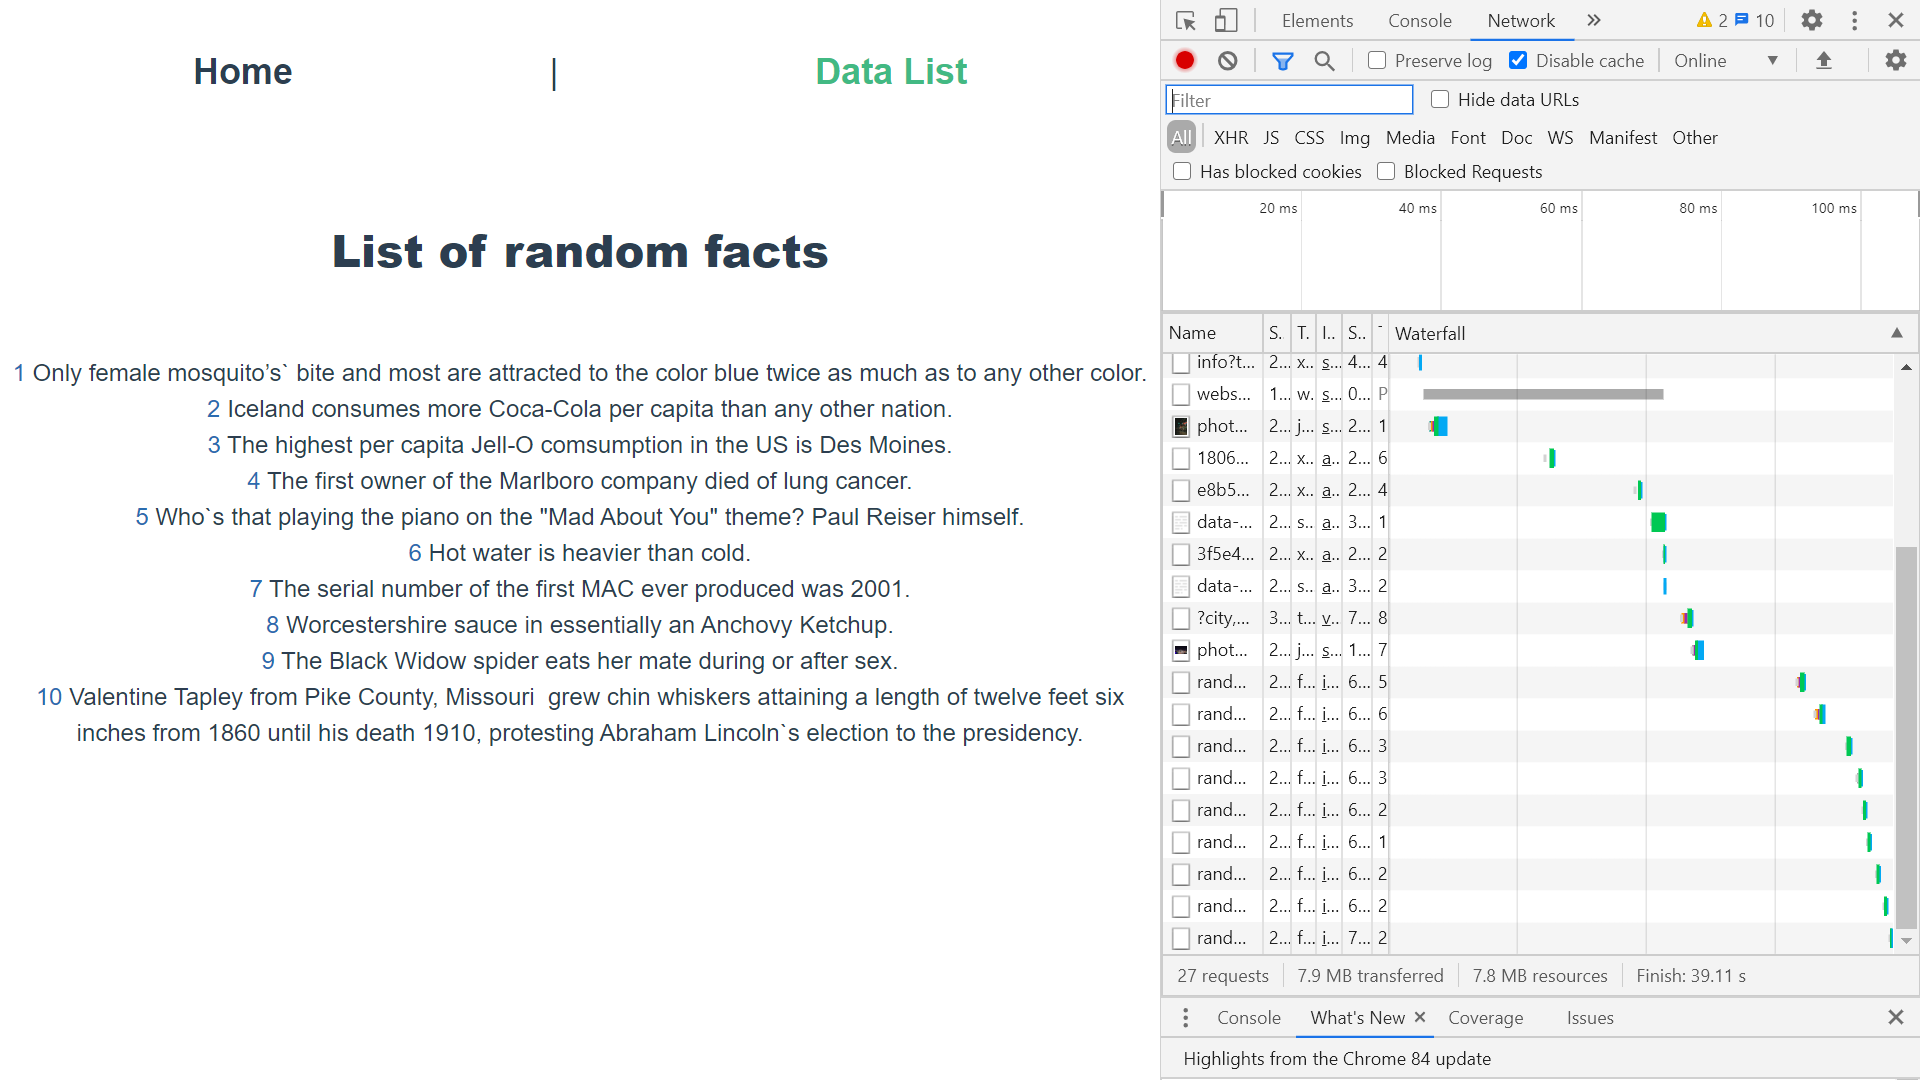 Home | Data List
List of random facts
1 Only female mosquito’s` bite and most are attracted to the color blue twice as much as to any other color.
2 Iceland consumes more Coca-Cola per capita than any other nation.
3 The highest per capita Jell-O comsumption in the US is Des Moines.
4 The first owner of the Marlboro company died of lung cancer.
5 Who`s that playing the piano on the "Mad About You" theme? Paul Reiser himself.
6 Hot water is heavier than cold.
7 The serial number of the first MAC ever produced was 2001.
8 Worcestershire sauce in essentially an Anchovy Ketchup.
9 The Black Widow spider eats her mate during or after sex.
10 Valentine Tapley from Pike County, Missouri  grew chin whiskers attaining a length of twelve feet six
inches from 1860 until his death 1910, protesting Abraham Lincoln`s election to the presidency.
Elements Console Network » 2 10
Preserve log Disable cache Online
Filter Hide data URLs
All XHR JS CSS Img Media Font Doc WS Manifest Other
Has blocked cookies Blocked Requests
20 ms 40 ms 60 ms 80 ms 100 ms
Name S. T. I.. S.. Waterfall
info?t... 2... x.. s... 4... 4
webs... 1... w. s... 0... P
phot... 2... j... s... 2... 1
1806... 2... x.. a.. 2... 6
e8b5... 2... x.. a.. 2... 4
data-... 2... s.. a.. 3... 1
3f5e4... 2... x.. a.. 2... 2
data-... 2... s.. a.. 3... 2
?city,... 3... t... v.. 7... 8
phot... 2... j... s... 1... 7
rand... 2... f... i... 6... 5
rand... 2... f... i... 6... 6
rand... 2... f... i... 6... 3
rand... 2... f... i... 6... 3
rand... 2... f... i... 6... 2
rand... 2... f... i... 6... 1
rand... 2... f... i... 6... 2
rand... 2... f... i... 6... 2
rand... 2... f... i... 7... 2
27 requests 7.9 MB transferred 7.8 MB resources Finish: 39.11 s
Console What's New Coverage Issues
Highlights from the Chrome 84 update